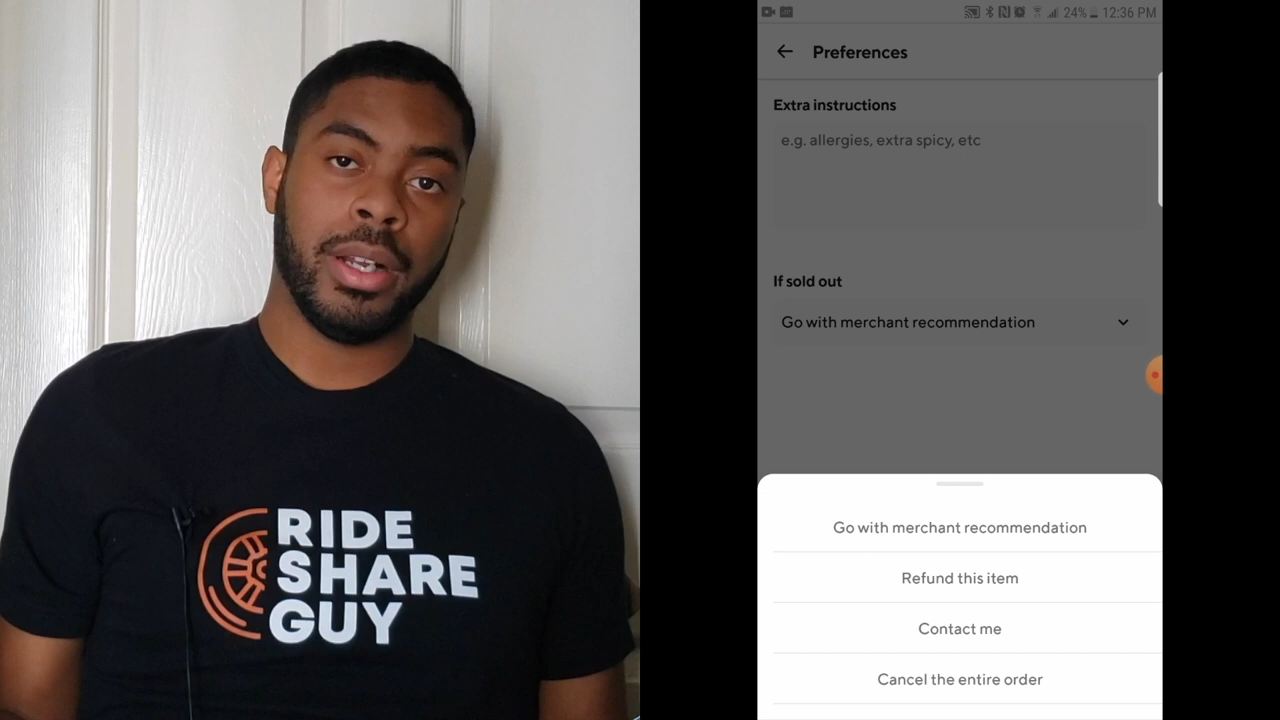 RIDE
SHARE
GUY
24% 12:36 PM
Preferences
Extra instructions
e.g. allergies, extra spicy, etc
If sold out
Go with merchant recommendation
Go with merchant recommendation
Refund this item
Contact me
Cancel the entire order